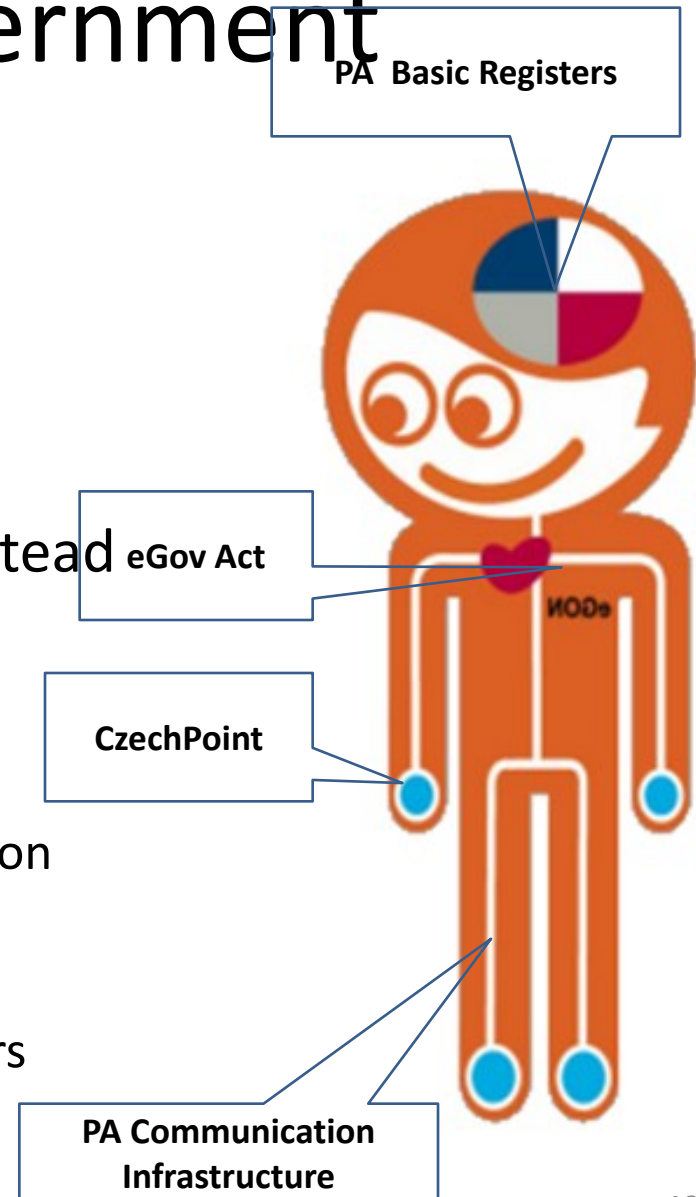 ernment
PA Basic Registers
tead
eGov Act
eGON
CzechPoint
on
rs
PA Communication
Infrastructure